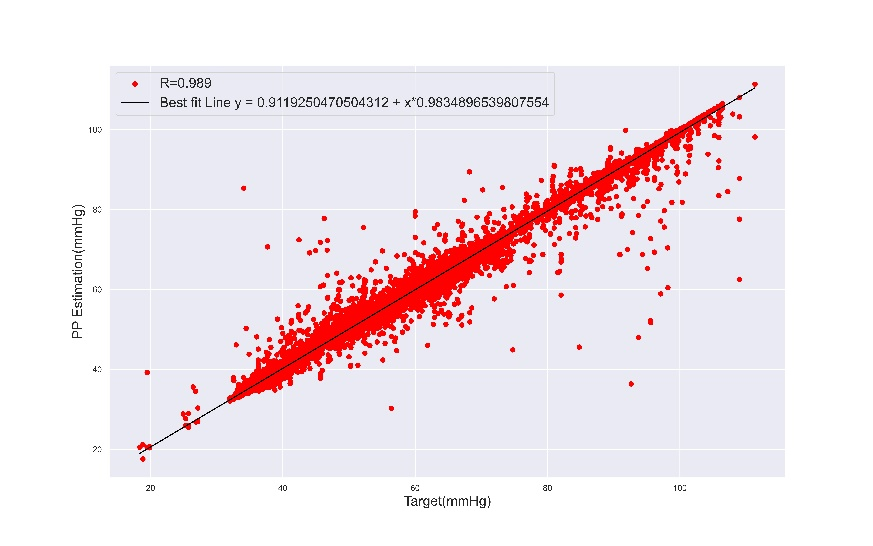 R=0.989
Best fit Line y = 0.9119250470504312 + x*0.9834896539807554
100
80
60
40
20
PP Estimation(mmHg)
20 40 60 80 100
Target(mmHg)